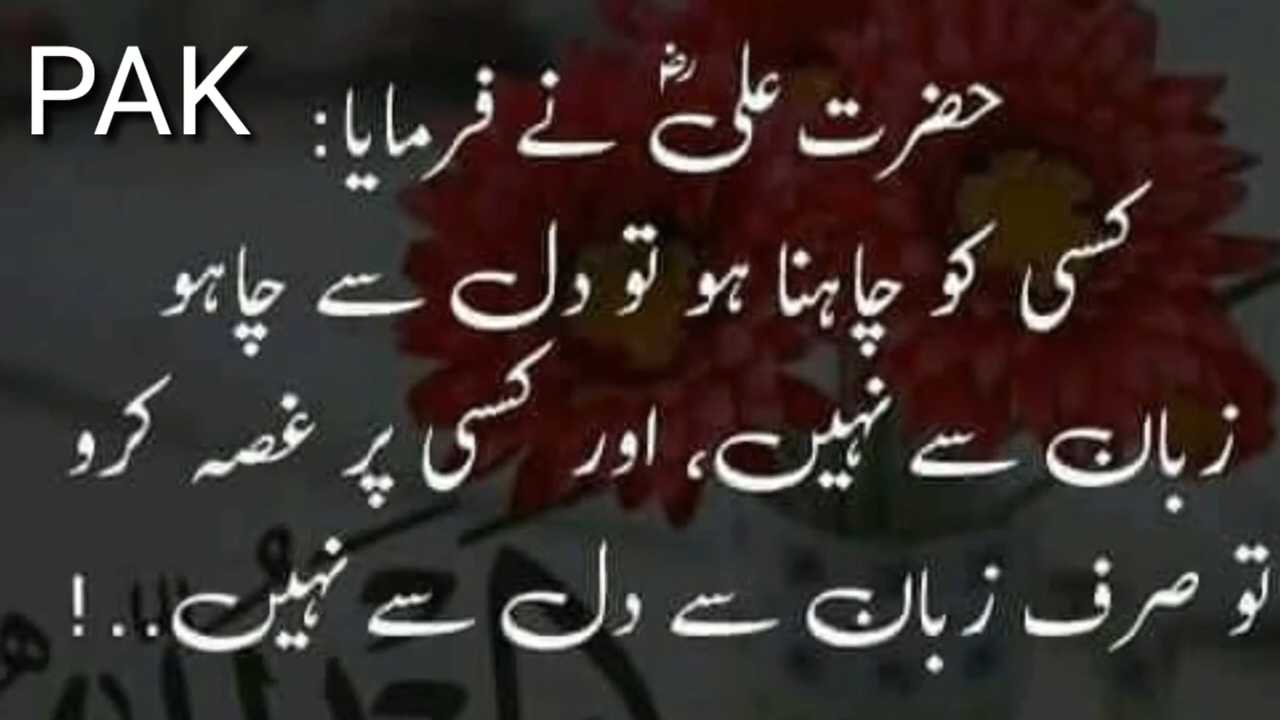 PAK
حضرت علیؓ نے فرمایا:
کسی کو چاہنا ہو تو دل سے چاہو
زبان سے نہیں، اور کسی پر غصہ کرو
تو صرف زبان سے دل سے نہیں..!